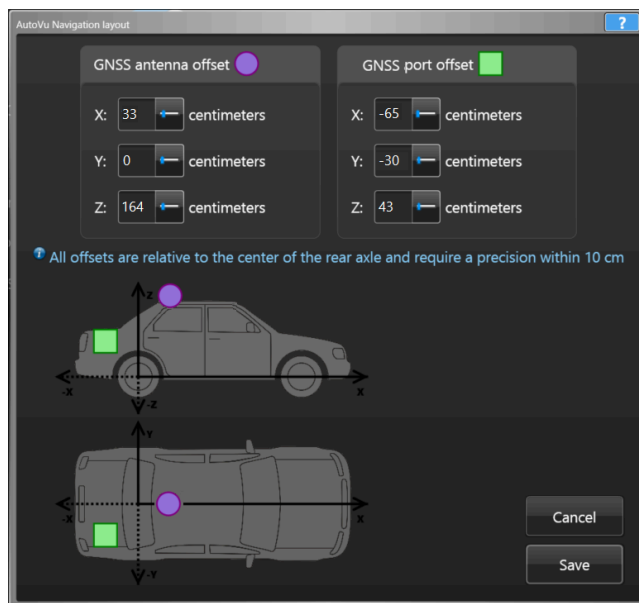 AutoVu Navigation layout
?
GNSS antenna offset
GNSS port offset
X: 33 centimeters
X: -65 centimeters
Y: 0 centimeters
Y: -30 centimeters
Z: 164 centimeters
Z: 43 centimeters
All offsets are relative to the center of the rear axle and require a precision within 10 cm
Z
-X
X
-Z
Y
-X
X
-Y
Cancel
Save